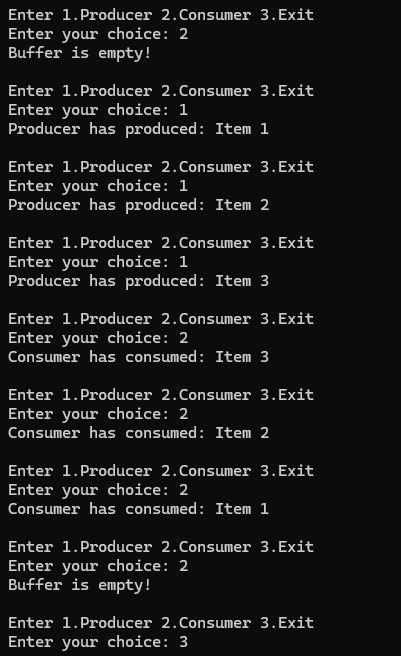 Enter 1.Producer 2.Consumer 3.Exit
Enter your choice: 2
Buffer is empty!
Enter 1.Producer 2.Consumer 3.Exit
Enter your choice: 1
Producer has produced: Item 1
Enter 1.Producer 2.Consumer 3.Exit
Enter your choice: 1
Producer has produced: Item 2
Enter 1.Producer 2.Consumer 3.Exit
Enter your choice: 1
Producer has produced: Item 3
Enter 1.Producer 2.Consumer 3.Exit
Enter your choice: 2
Consumer has consumed: Item 3
Enter 1.Producer 2.Consumer 3.Exit
Enter your choice: 2
Consumer has consumed: Item 2
Enter 1.Producer 2.Consumer 3.Exit
Enter your choice: 2
Consumer has consumed: Item 1
Enter 1.Producer 2.Consumer 3.Exit
Enter your choice: 2
Buffer is empty!
Enter 1.Producer 2.Consumer 3.Exit
Enter your choice: 3